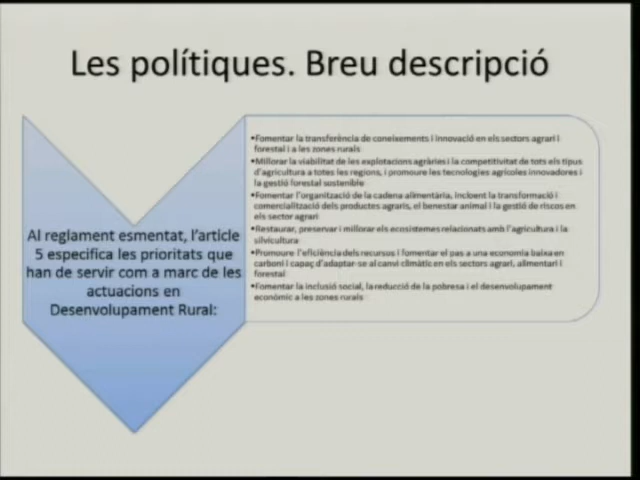 Les polítiques. Breu descripció
Al reglament esmentat, l'article
5 especifica les prioritats que
han de servir com a marc de les
actuacions en
Desenvolupament Rural:
•Fomentar la transferència de coneixements i innovació en els sectors agrari i
forestal i a les zones rurals
•Millorar la viabilitat de les explotacions agràries i la competitivitat de tots els tipus
d'agricultura a totes les regions, i promoure les tecnologies agrícoles innovadores i
la gestió forestal sostenible
•Fomentar l'organització de la cadena alimentària, incloent la transformació i
comercialització dels productes agraris, el benestar animal i la gestió de riscos en
els sector agrari
•Restaurar, preservar i millorar els ecosistemes relacionats amb l'agricultura i la
silvicultura
•Promoure l'eficiència dels recursos i fomentar el pas a una economia baixa en
carboni i capaç d'adaptar-se al canvi climàtic en els sectors agrari, alimentari i
forestal
•Fomentar la inclusió social, la reducció de la pobresa i el desenvolupament
econòmic a les zones rurals